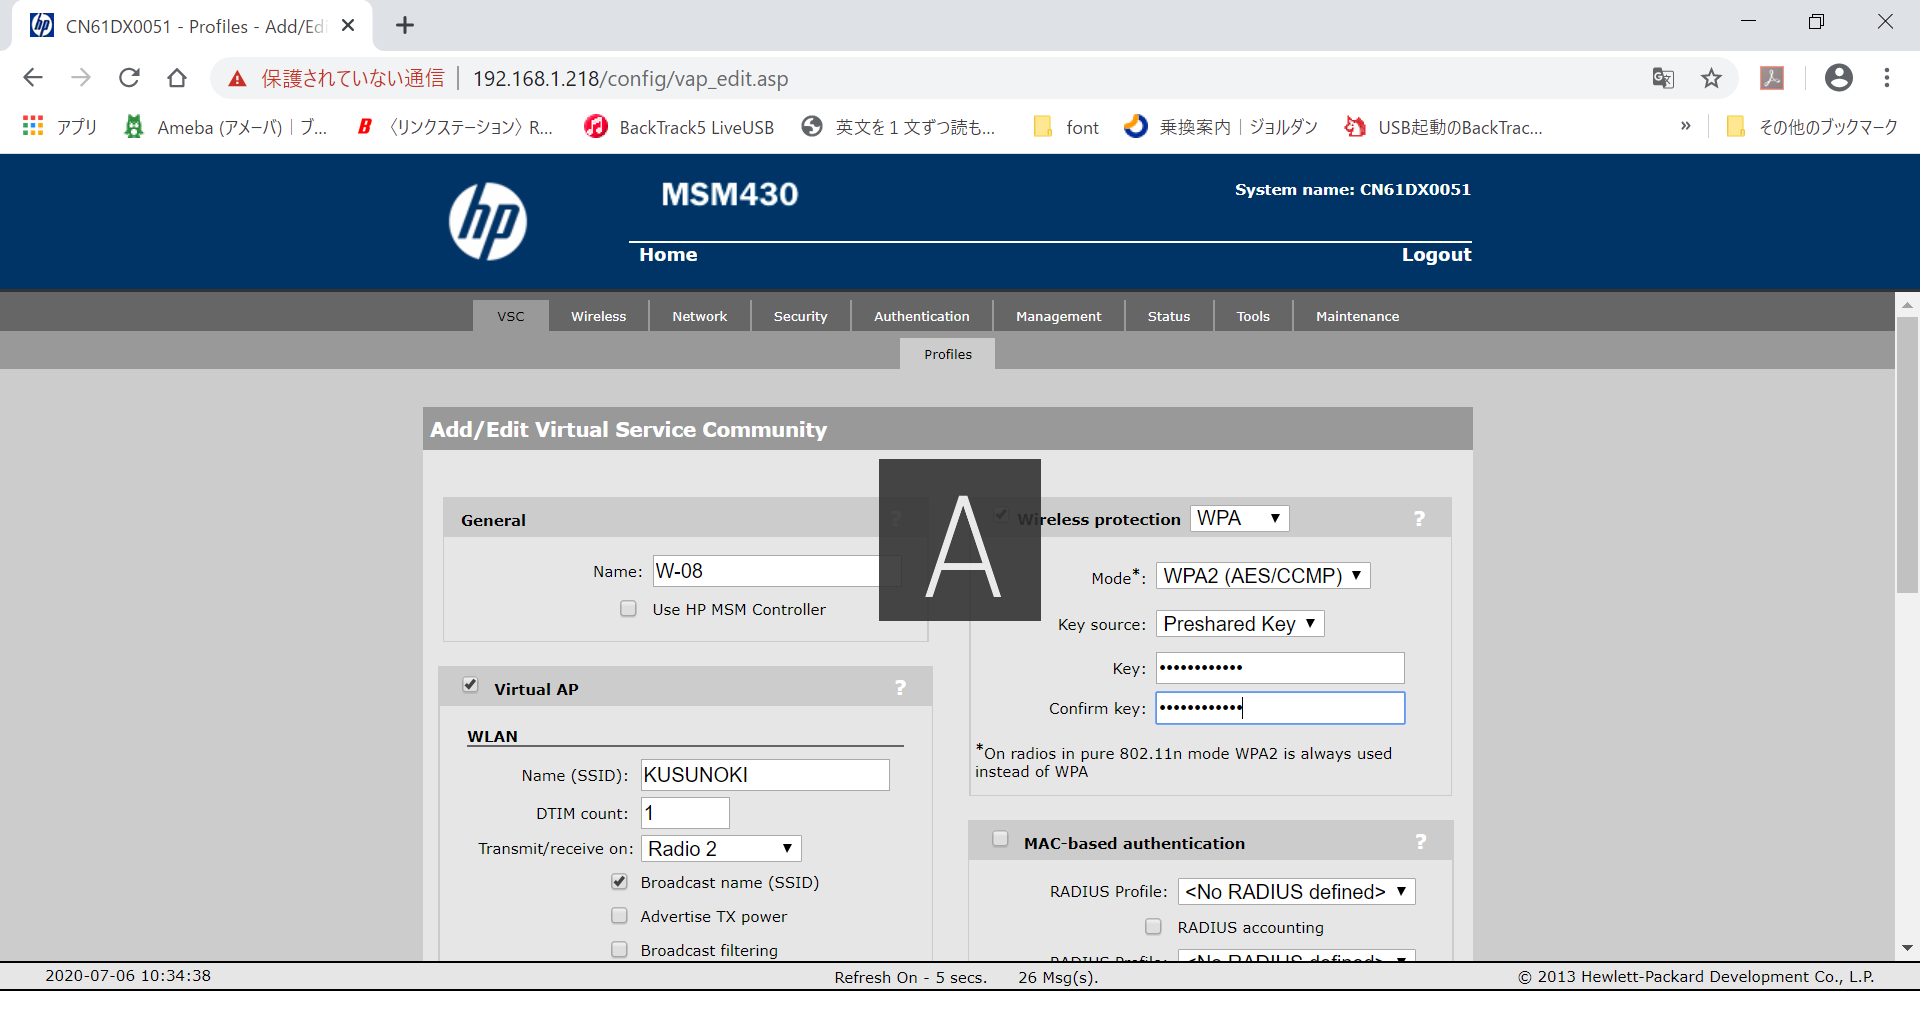 CN61DX0051 - Profiles - Add/Edi
保護されていない通信 192.168.1.218/config/vap_edit.asp
アプリ Ameba (アメーバ)｜ブ... 〈リンクステーション〉R... BackTrack5 LiveUSB 英文を１文ずつ読も... font 乗換案内｜ジョルダン USB起動のBackTrac... » その他のブックマーク
hp
MSM430
System name: CN61DX0051
Home Logout
VSC Wireless Network Security Authentication Management Status Tools Maintenance
Profiles
Add/Edit Virtual Service Community
General ?
Name: W-08
Use HP MSM Controller
Virtual AP ?
WLAN
Name (SSID): KUSUNOKI
DTIM count: 1
Transmit/receive on: Radio 2
Broadcast name (SSID)
Advertise TX power
Broadcast filtering
A
Wireless protection WPA ?
Mode*: WPA2 (AES/CCMP)
Key source: Preshared Key
Key: ••••••••••••
Confirm key: ••••••••••••
*On radios in pure 802.11n mode WPA2 is always used
instead of WPA
MAC-based authentication ?
RADIUS Profile: <No RADIUS defined>
RADIUS accounting
RADIUS Profile: <No RADIUS defined>
2020-07-06 10:34:38 Refresh On - 5 secs. 26 Msg(s). © 2013 Hewlett-Packard Development Co., L.P.